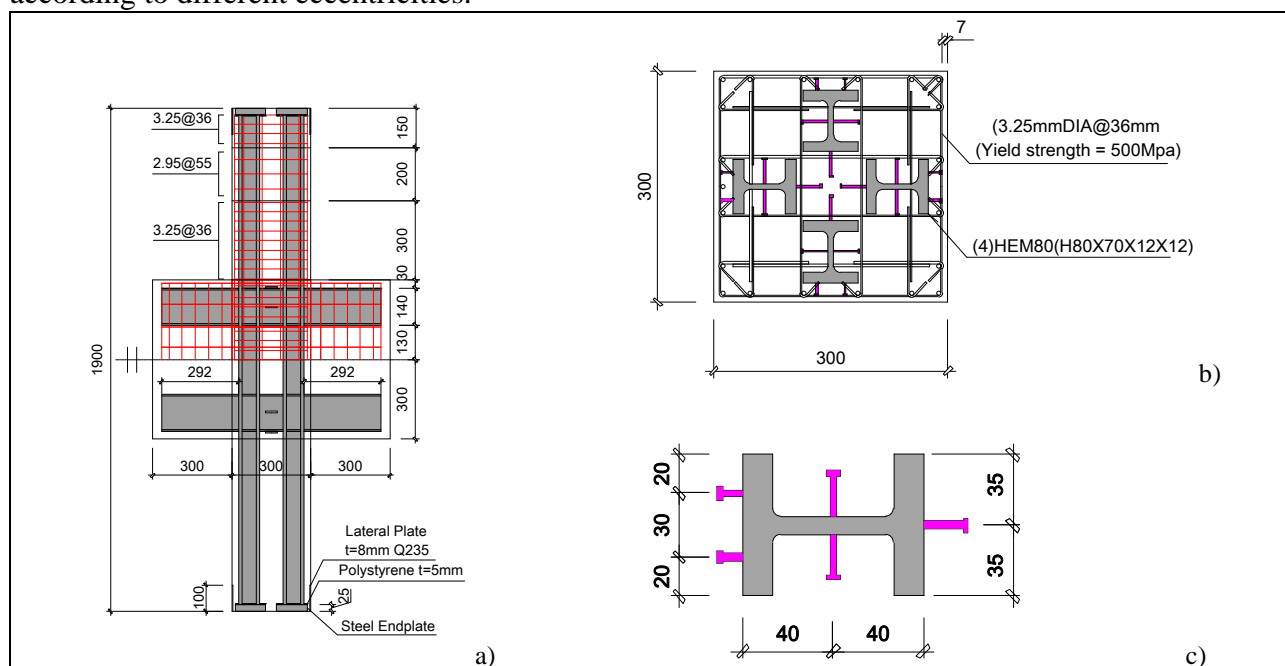 according to different eccentricities.
3.25@36
2.95@55
3.25@36
150
200
300
30
140
130
300
1900
292
292
300
300
300
Lateral Plate
t=8mm Q235
Polystyrene t=5mm
100
25
Steel Endplate
a)
7
300
(3.25mmDIA@36mm
(Yield strength = 500Mpa)
(4)HEM80(H80X70X12X12)
300
b)
20
30
20
35
35
40
40
c)